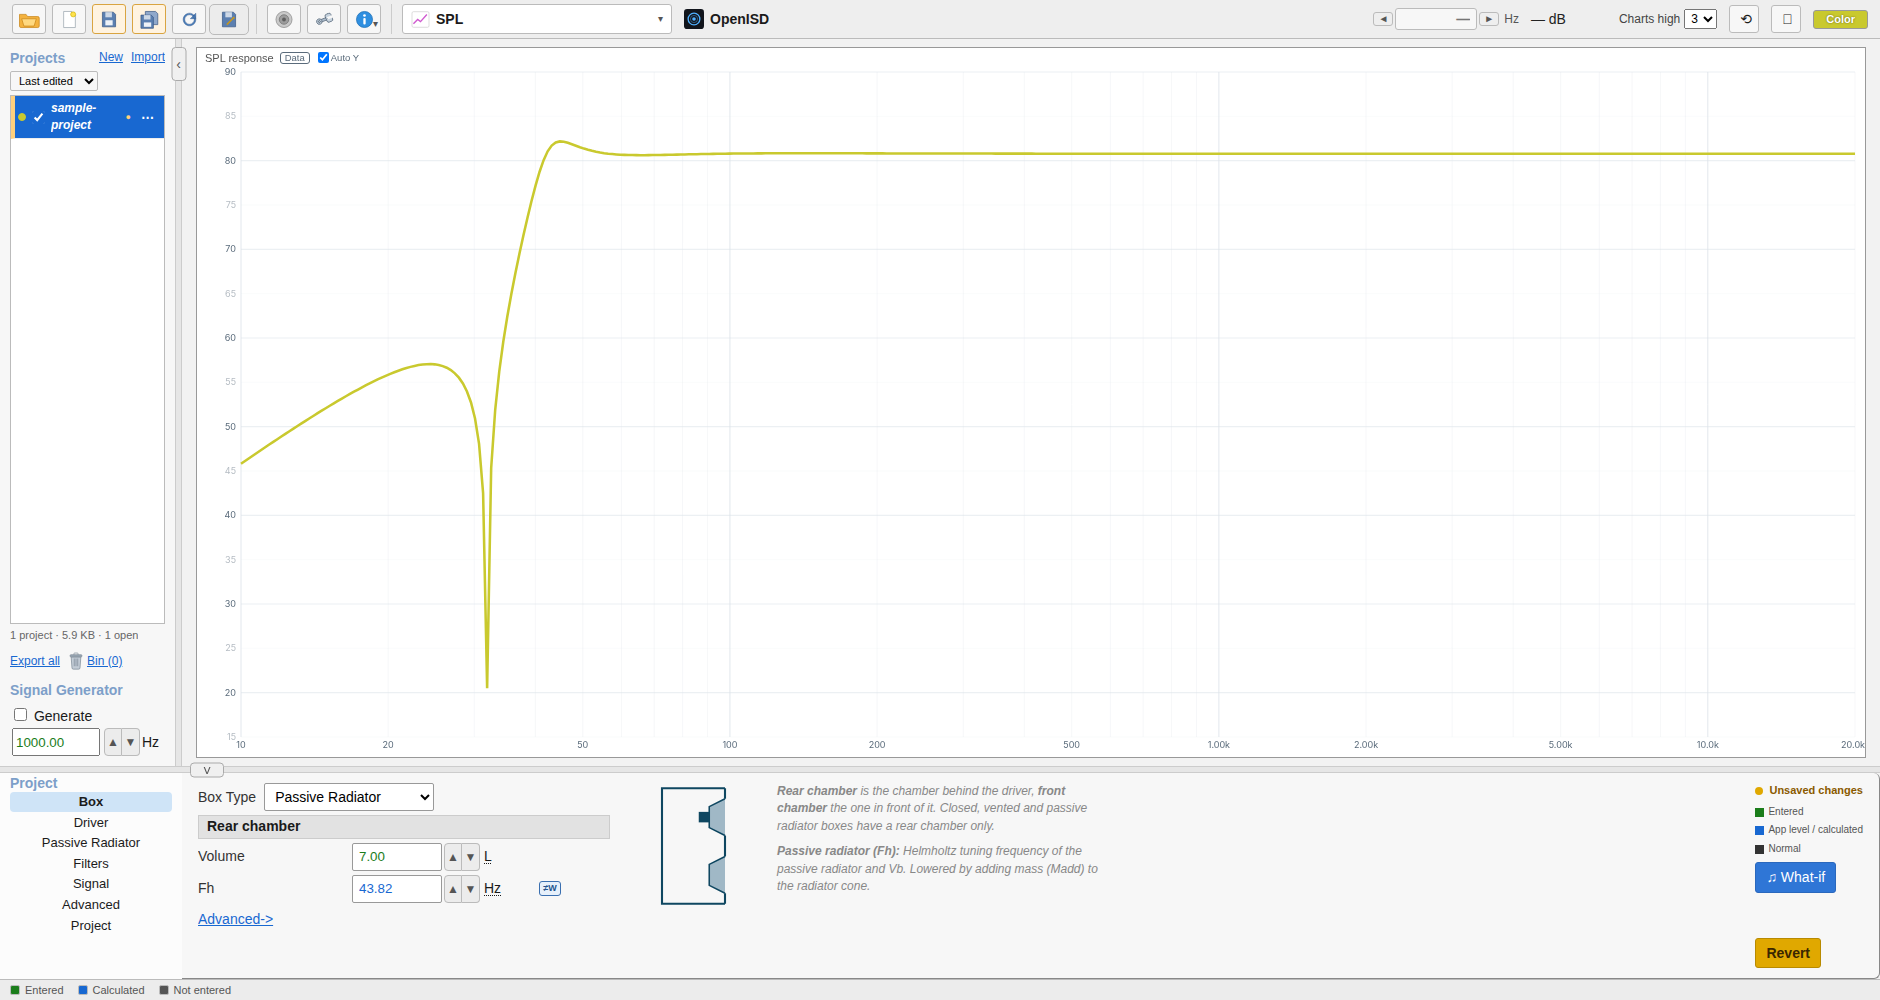 SPL
OpenISD
—
Hz
— dB
Charts high
3
Color
Projects
New
Import
Last edited
sample-
project
1 project · 5.9 KB · 1 open
Export all
Bin (0)
Signal Generator
Generate
1000.00
Hz
SPL response
Data
Auto Y
90
85
80
75
70
65
60
55
50
45
40
35
30
25
20
15
10
20
50
100
200
500
1.00k
2.00k
5.00k
10.0k
20.0k
V
Project
Box
Driver
Passive Radiator
Filters
Signal
Advanced
Project
Box Type
Passive Radiator
Rear chamber
Volume
7.00
L
Fh
43.82
Hz
≠W
Advanced->
Rear chamber is the chamber behind the driver, front
chamber the one in front of it. Closed, vented and passive
radiator boxes have a rear chamber only.
Passive radiator (Fh): Helmholtz tuning frequency of the
passive radiator and Vb. Lowered by adding mass (Madd) to
the radiator cone.
Unsaved changes
Entered
App level / calculated
Normal
♫ What-if
Revert
Entered
Calculated
Not entered